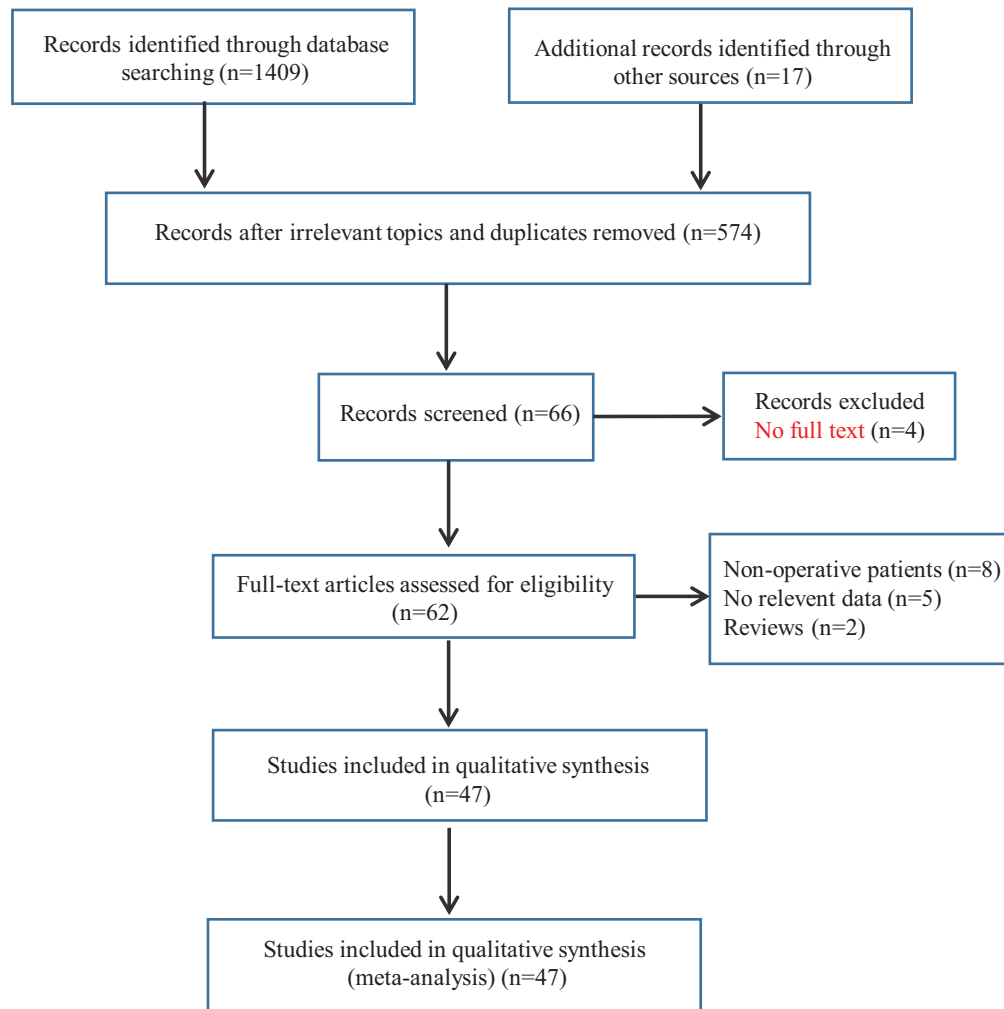 Records identified through database
searching (n=1409)
Additional records identified through
other sources (n=17)
Records after irrelevant topics and duplicates removed (n=574)
Records screened (n=66)
Records excluded
No full text (n=4)
Full-text articles assessed for eligibility
(n=62)
Non-operative patients (n=8)
No relevent data (n=5)
Reviews (n=2)
Studies included in qualitative synthesis
(n=47)
Studies included in qualitative synthesis
(meta-analysis) (n=47)